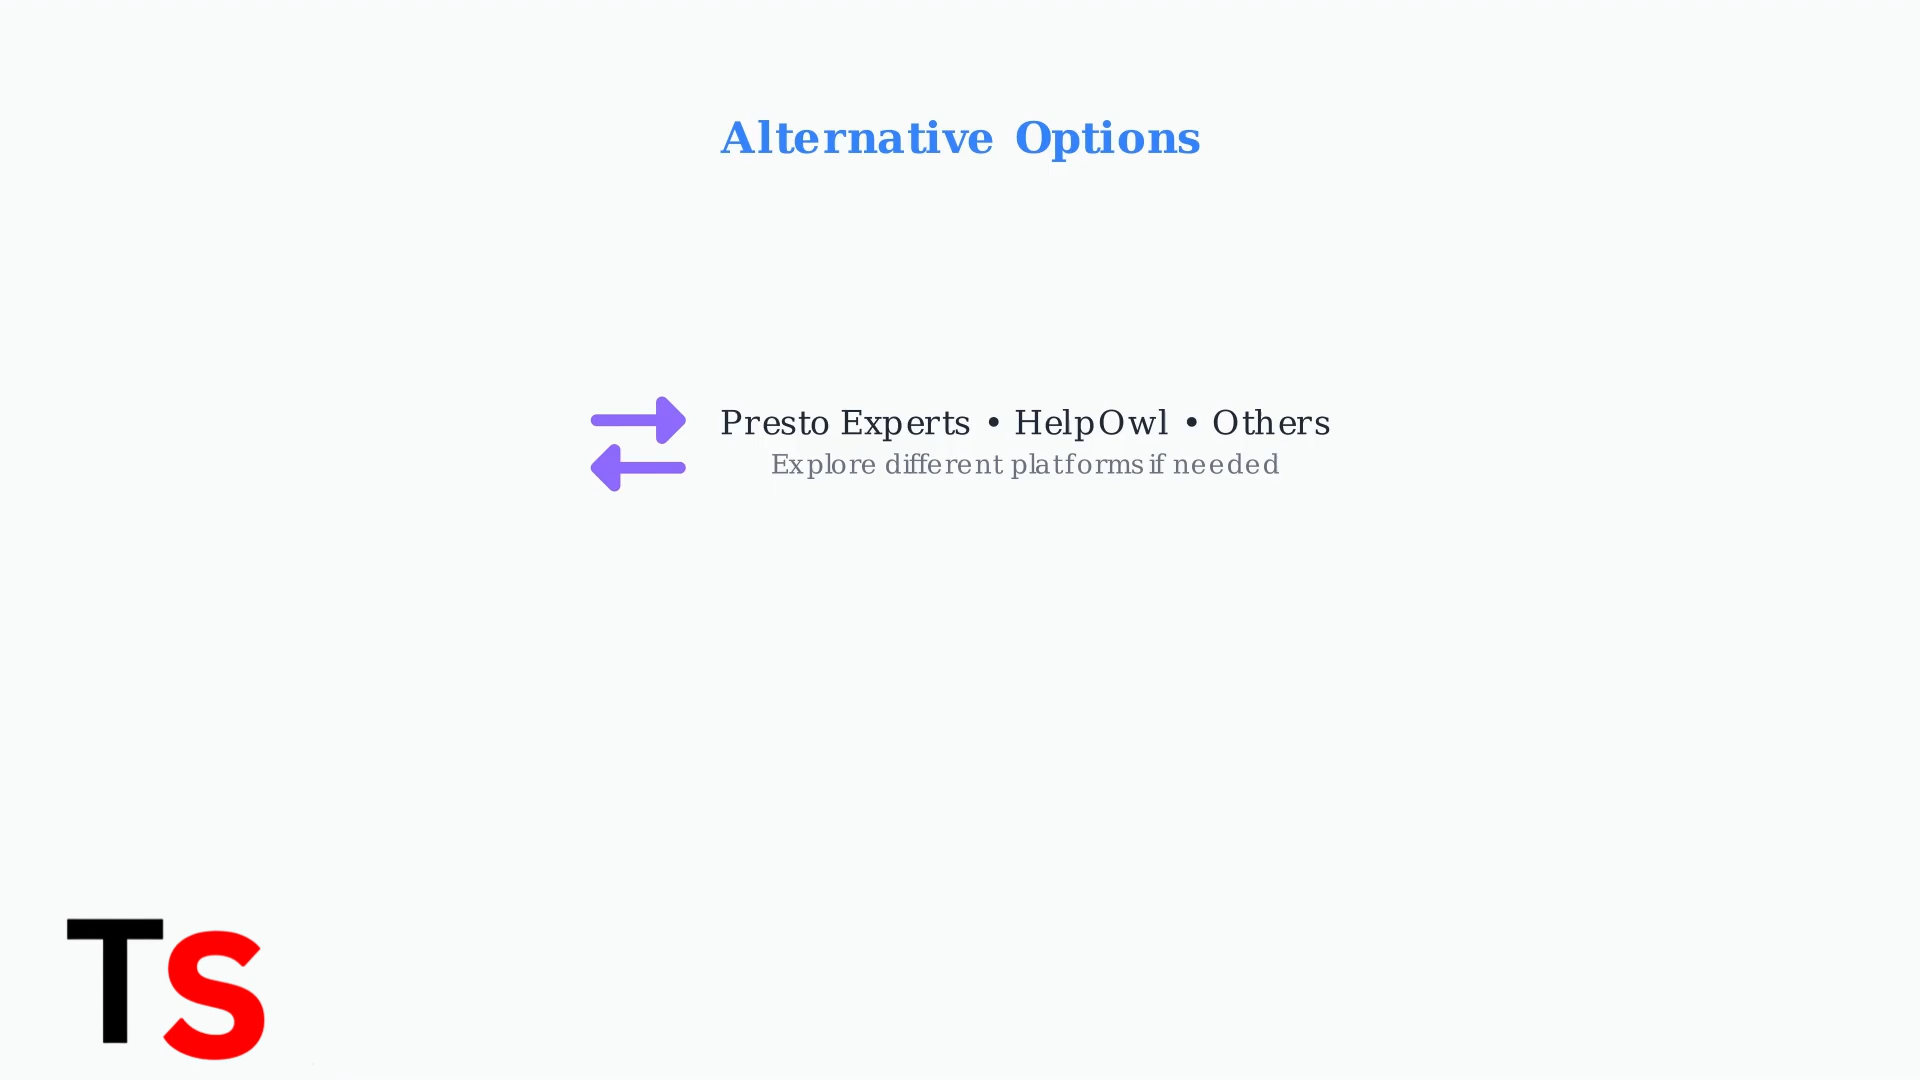 Alternative Options
Presto Experts • HelpOwl • Others
Explore different platforms if needed
TS